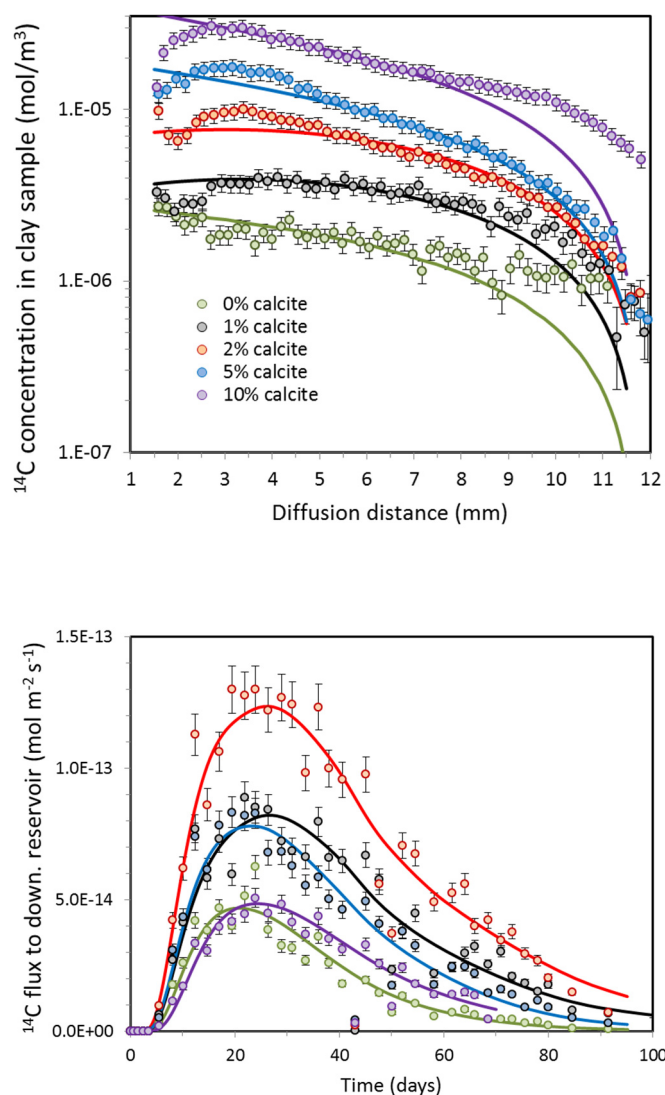 1.E-05
1.E-06
1.E-07
¹⁴C concentration in clay sample (mol/m³)
0% calcite
1% calcite
2% calcite
5% calcite
10% calcite
1 2 3 4 5 6 7 8 9 10 11 12
Diffusion distance (mm)
1.5E-13
1.0E-13
5.0E-14
0.0E+00
¹⁴C flux to down. reservoir (mol m⁻² s⁻¹)
0 20 40 60 80 100
Time (days)